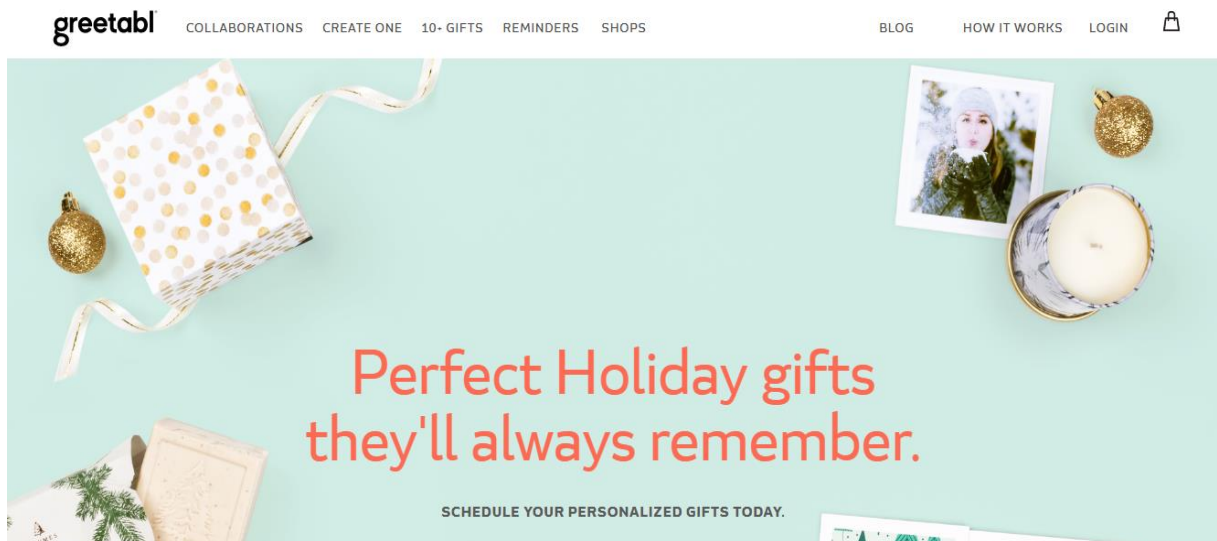 greetabl
COLLABORATIONS CREATE ONE 10+ GIFTS REMINDERS SHOPS BLOG HOW IT WORKS LOGIN
Perfect Holiday gifts
they'll always remember.
SCHEDULE YOUR PERSONALIZED GIFTS TODAY.